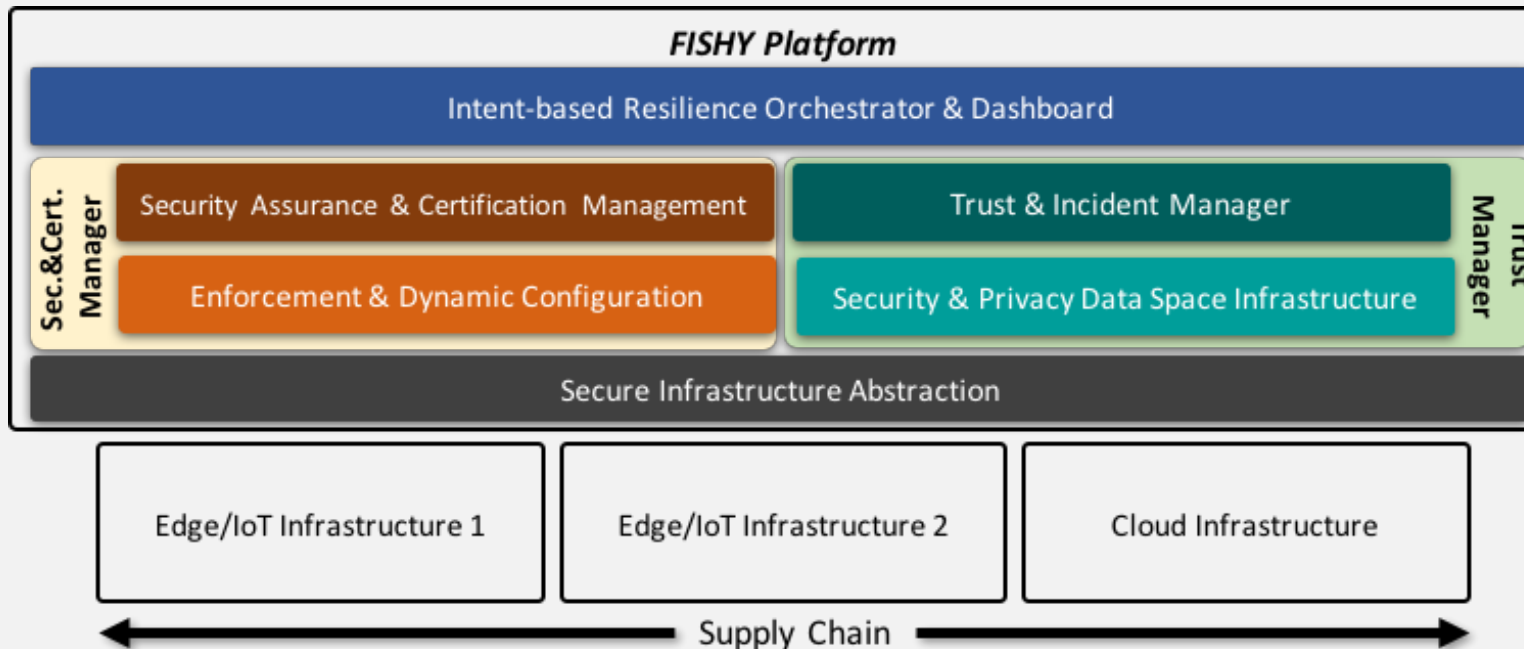 FISHY Platform
Intent-based Resilience Orchestrator & Dashboard
Sec.&Cert.
Manager
Security Assurance & Certification Management
Enforcement & Dynamic Configuration
Trust & Incident Manager
Security & Privacy Data Space Infrastructure
Trust
Manager
Secure Infrastructure Abstraction
Edge/IoT Infrastructure 1
Edge/IoT Infrastructure 2
Cloud Infrastructure
Supply Chain